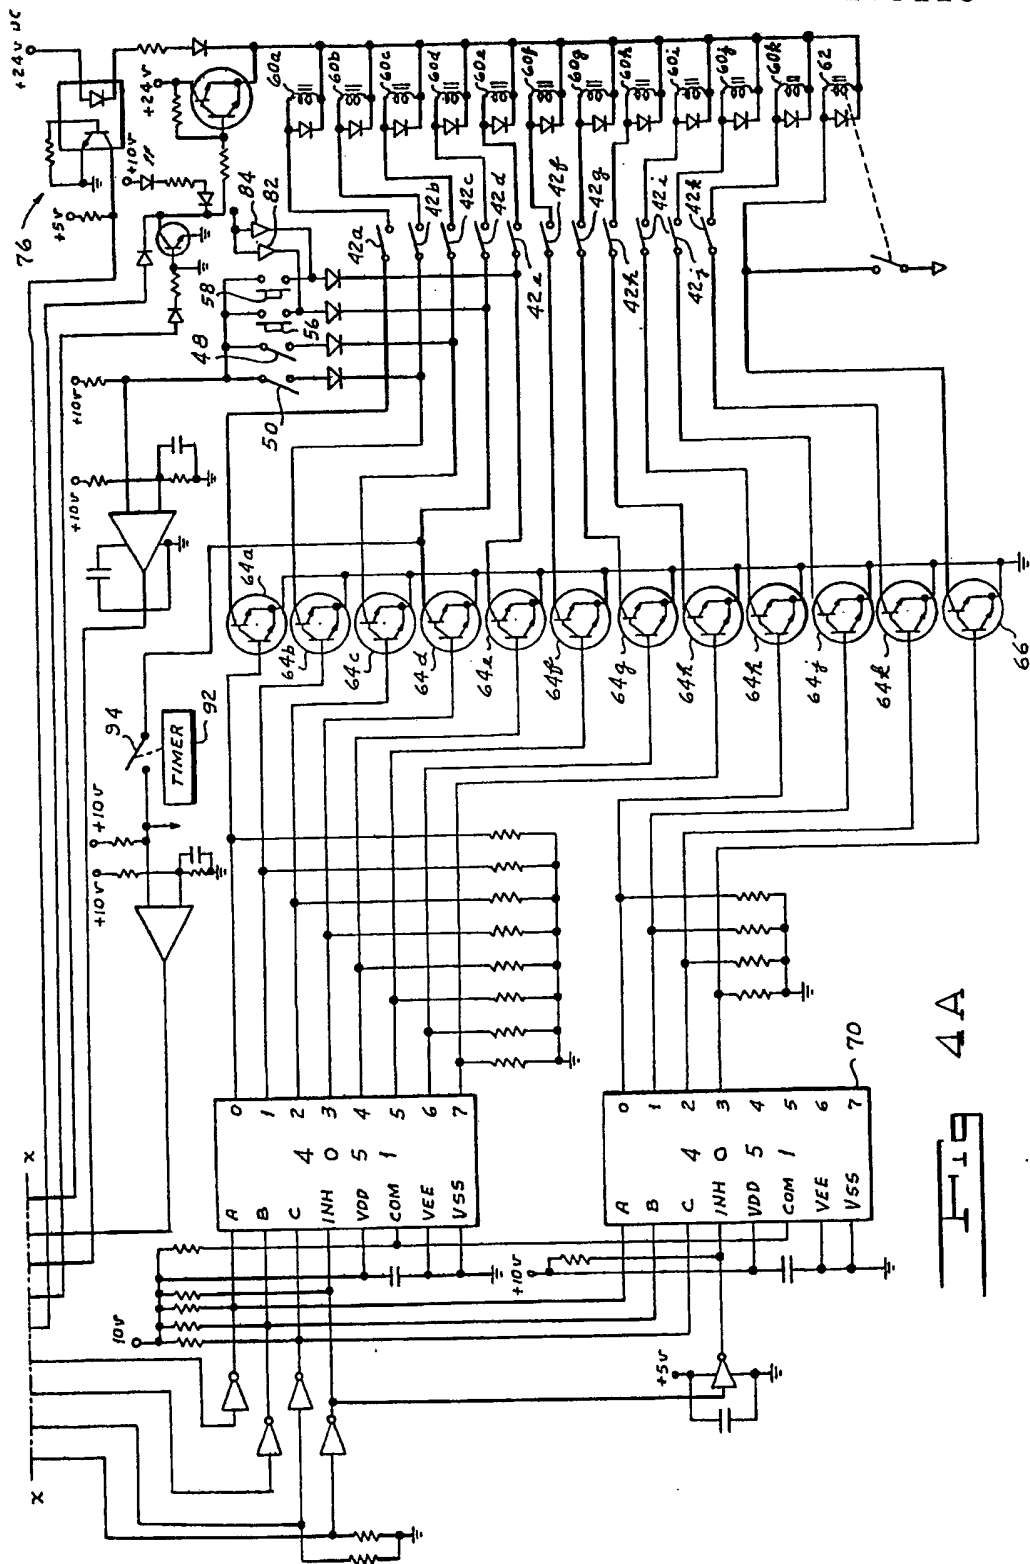 +24V DC
76
+5V
+24V
+10V
60a
60b
60c
60d
60e
60f
60g
60h
60i
60j
60k
62
84
82
58
56
48
50
42a
42b
42c
42d
42e
42f
42g
42h
42i
42j
42k
+10V
+10V
64a
64b
64c
64d
64e
64f
64g
64h
64h
64j
64k
66
94
TIMER
92
+10V
+10V
0
1
2
3
4
5
6
7
4051
A
B
C
INH
VDD
COM
VEE
VSS
0
1
2
3
4
5
6
7
4051
A
B
C
INH
VDD
COM
VEE
VSS
70
10V
+10V
+5V
X
X
FIG 4A